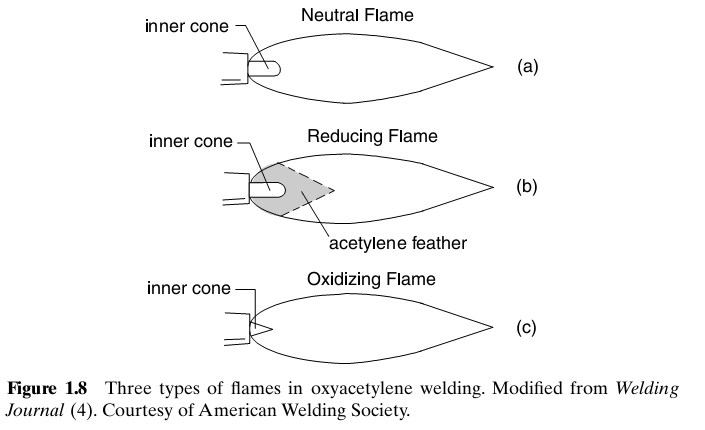 Neutral Flame
inner cone
(a)
Reducing Flame
inner cone
(b)
acetylene feather
Oxidizing Flame
inner cone
(c)
Figure 1.8 Three types of flames in oxyacetylene welding. Modified from Welding
Journal (4). Courtesy of American Welding Society.